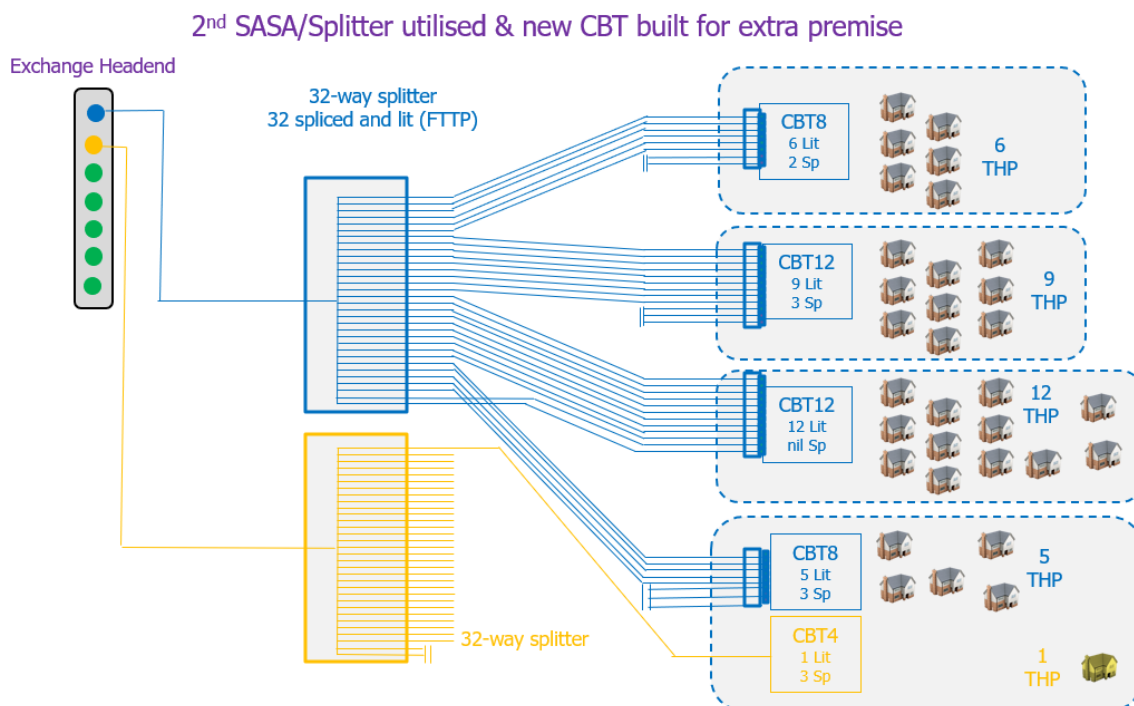 2nd SASA/Splitter utilised & new CBT built for extra premise
Exchange Headend
32-way splitter
32 spliced and lit (FTTP)
CBT8
6 Lit
2 Sp
6
THP
CBT12
9 Lit
3 Sp
9
THP
CBT12
12 Lit
nil Sp
12
THP
CBT8
5 Lit
3 Sp
5
THP
32-way splitter
CBT4
1 Lit
3 Sp
1
THP